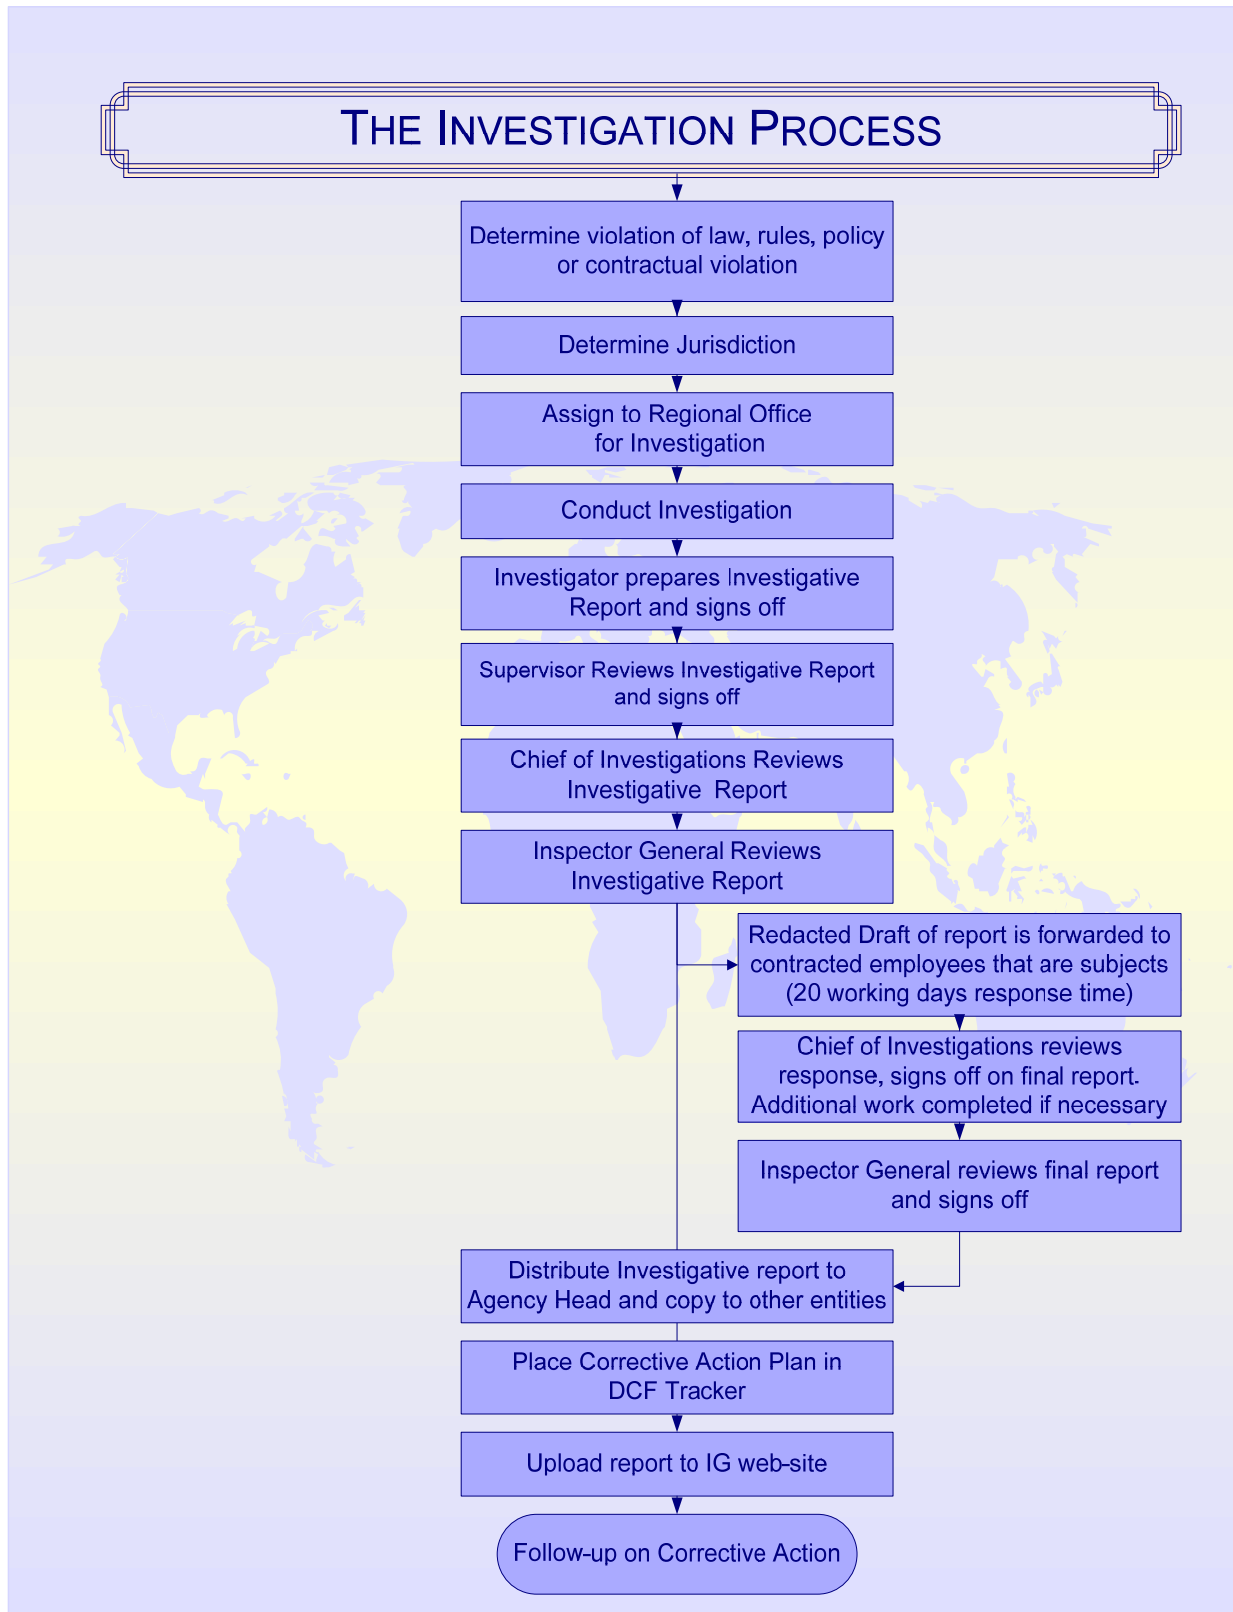 THE INVESTIGATION PROCESS
Determine violation of law, rules, policy
or contractual violation
Determine Jurisdiction
Assign to Regional Office
for Investigation
Conduct Investigation
Investigator prepares Investigative
Report and signs off
Supervisor Reviews Investigative Report
and signs off
Chief of Investigations Reviews
Investigative Report
Inspector General Reviews
Investigative Report
Redacted Draft of report is forwarded to
contracted employees that are subjects
(20 working days response time)
Chief of Investigations reviews
response, signs off on final report.
Additional work completed if necessary
Inspector General reviews final report
and signs off
Distribute Investigative report to
Agency Head and copy to other entities
Place Corrective Action Plan in
DCF Tracker
Upload report to IG web-site
Follow-up on Corrective Action